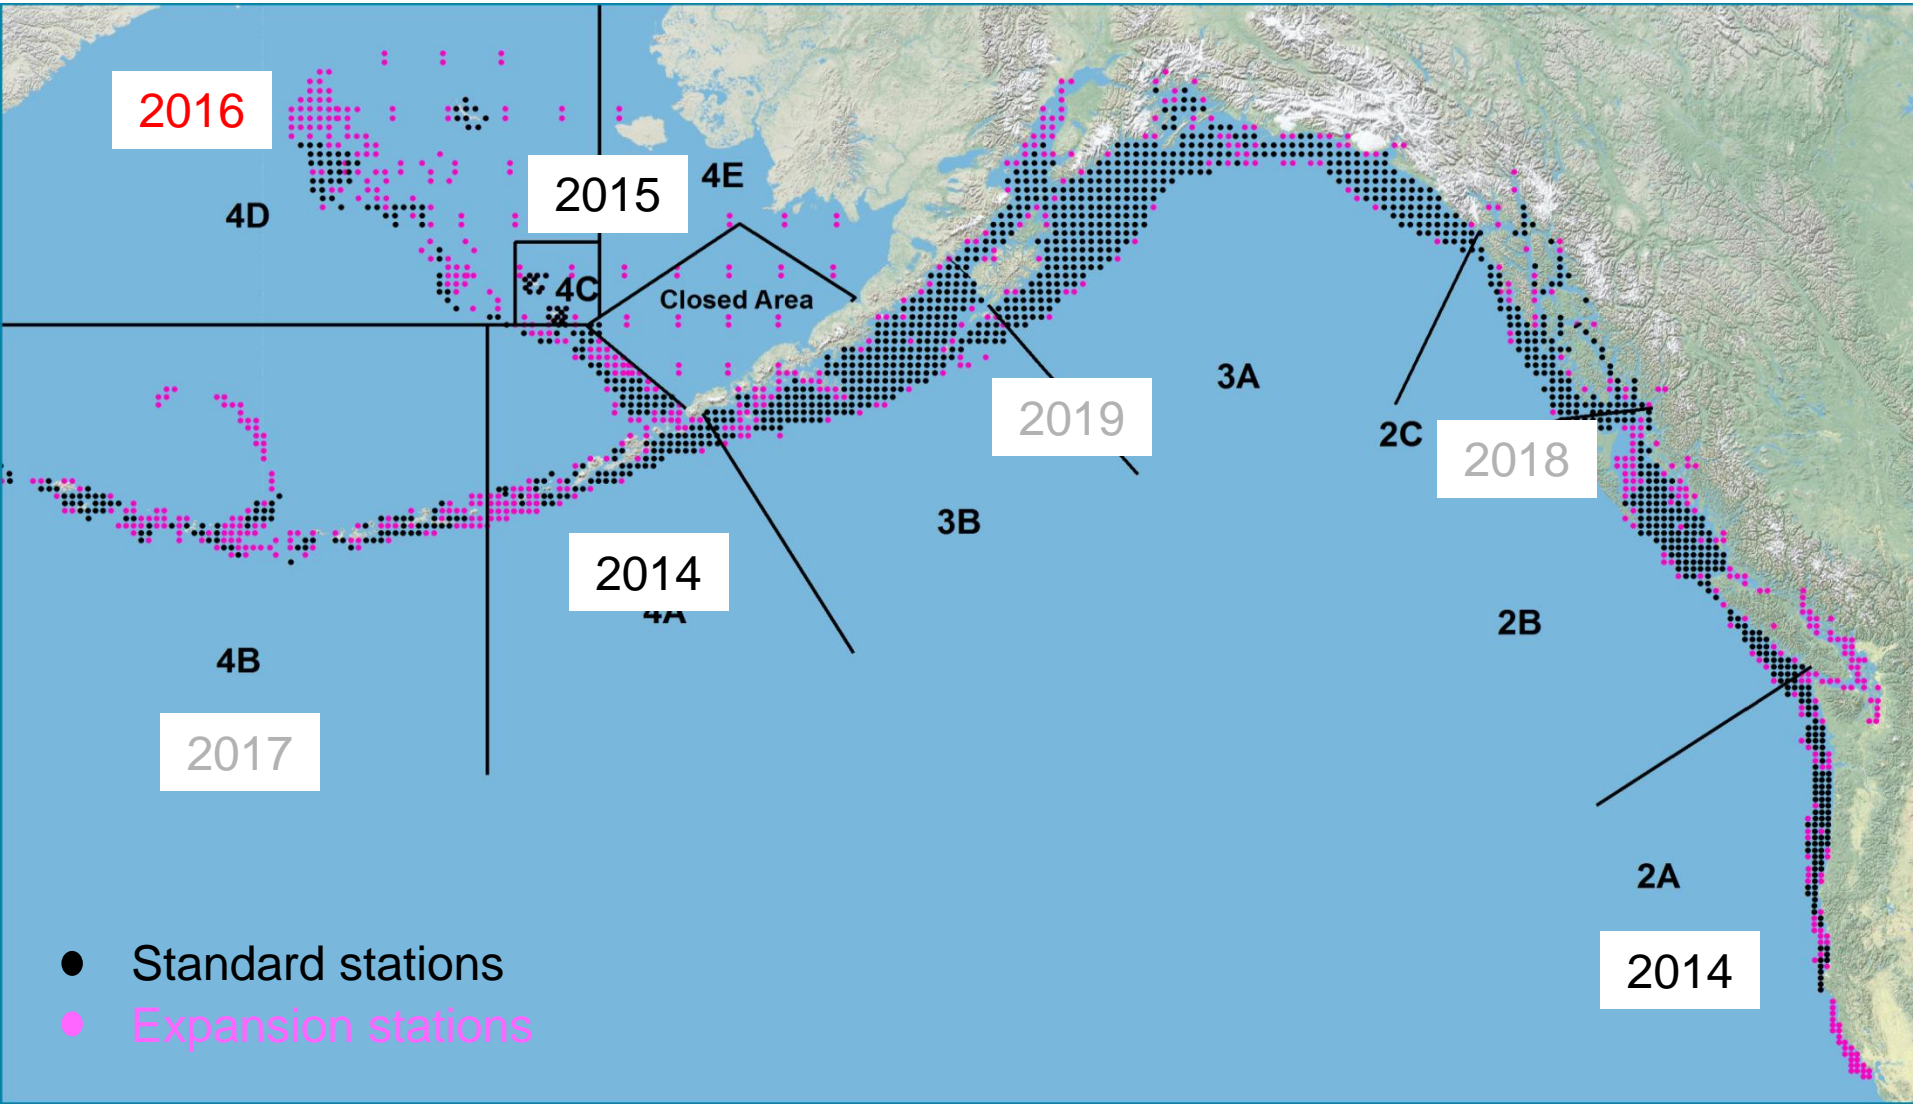 2016
2015
4E
4D
4C
Closed Area
3A
2019
2C
2018
3B
2014
4A
2B
4B
2017
2A
2014
Standard stations
Expansion stations